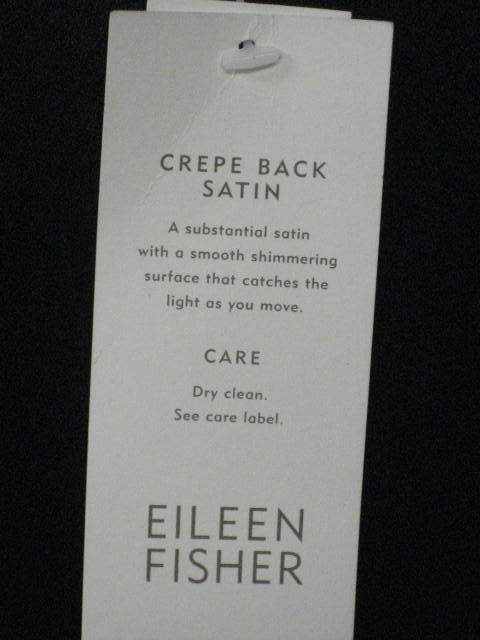 CREPE BACK
SATIN
A substantial satin
with a smooth shimmering
surface that catches the
light as you move.
CARE
Dry clean.
See care label.
EILEEN
FISHER